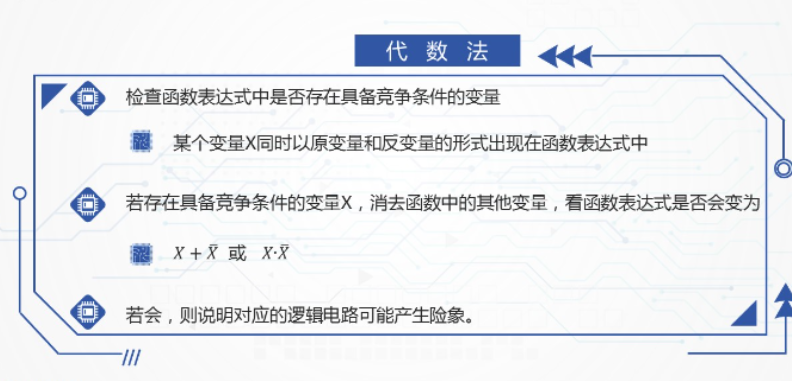 代数法
检查函数表达式中是否存在具备竞争条件的变量
某个变量X同时以原变量和反变量的形式出现在函数表达式中
若存在具备竞争条件的变量X，消去函数中的其他变量，看函数表达式是否会变为
X + X̄ 或 X·X̄
若会，则说明对应的逻辑电路可能产生险象。